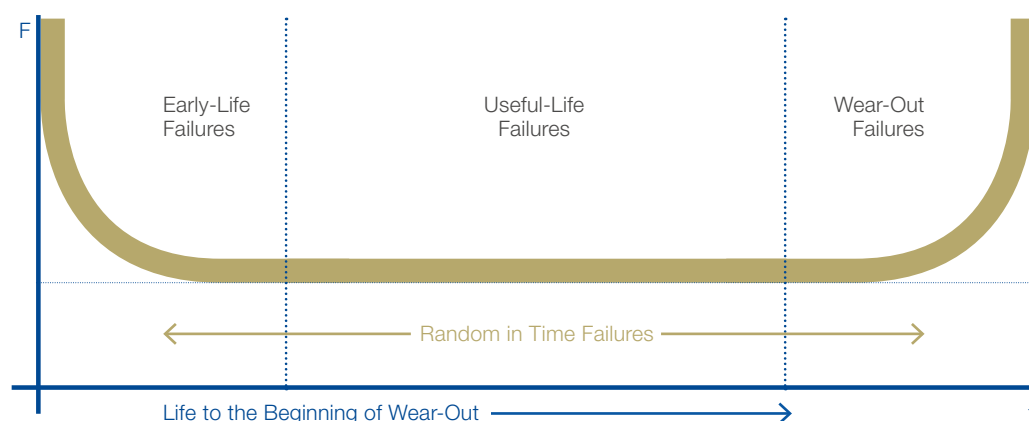 F
Early-Life
Failures
Useful-Life
Failures
Wear-Out
Failures
Random in Time Failures
Life to the Beginning of Wear-Out